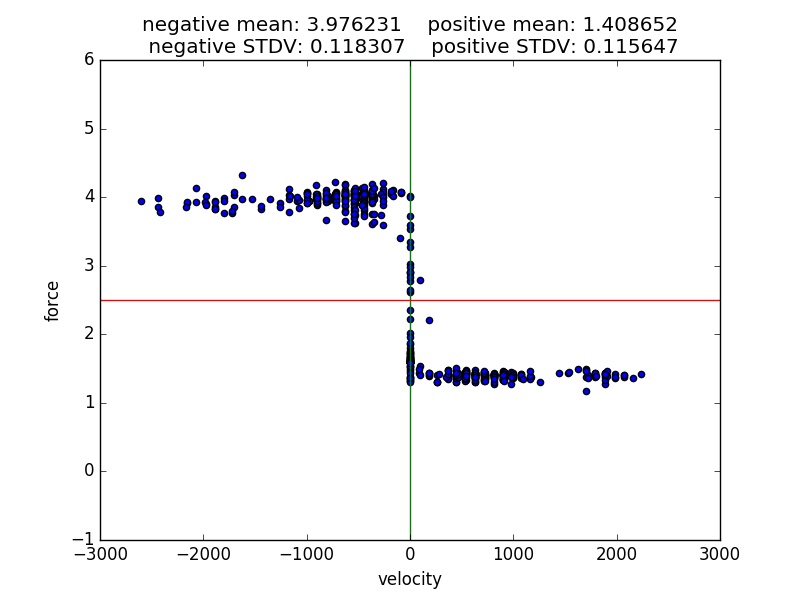 negative mean: 3.976231 positive mean: 1.408652
negative STDV: 0.118307 positive STDV: 0.115647
6
5
4
3
2
1
0
−1
force
−3000 −2000 −1000 0 1000 2000 3000
velocity